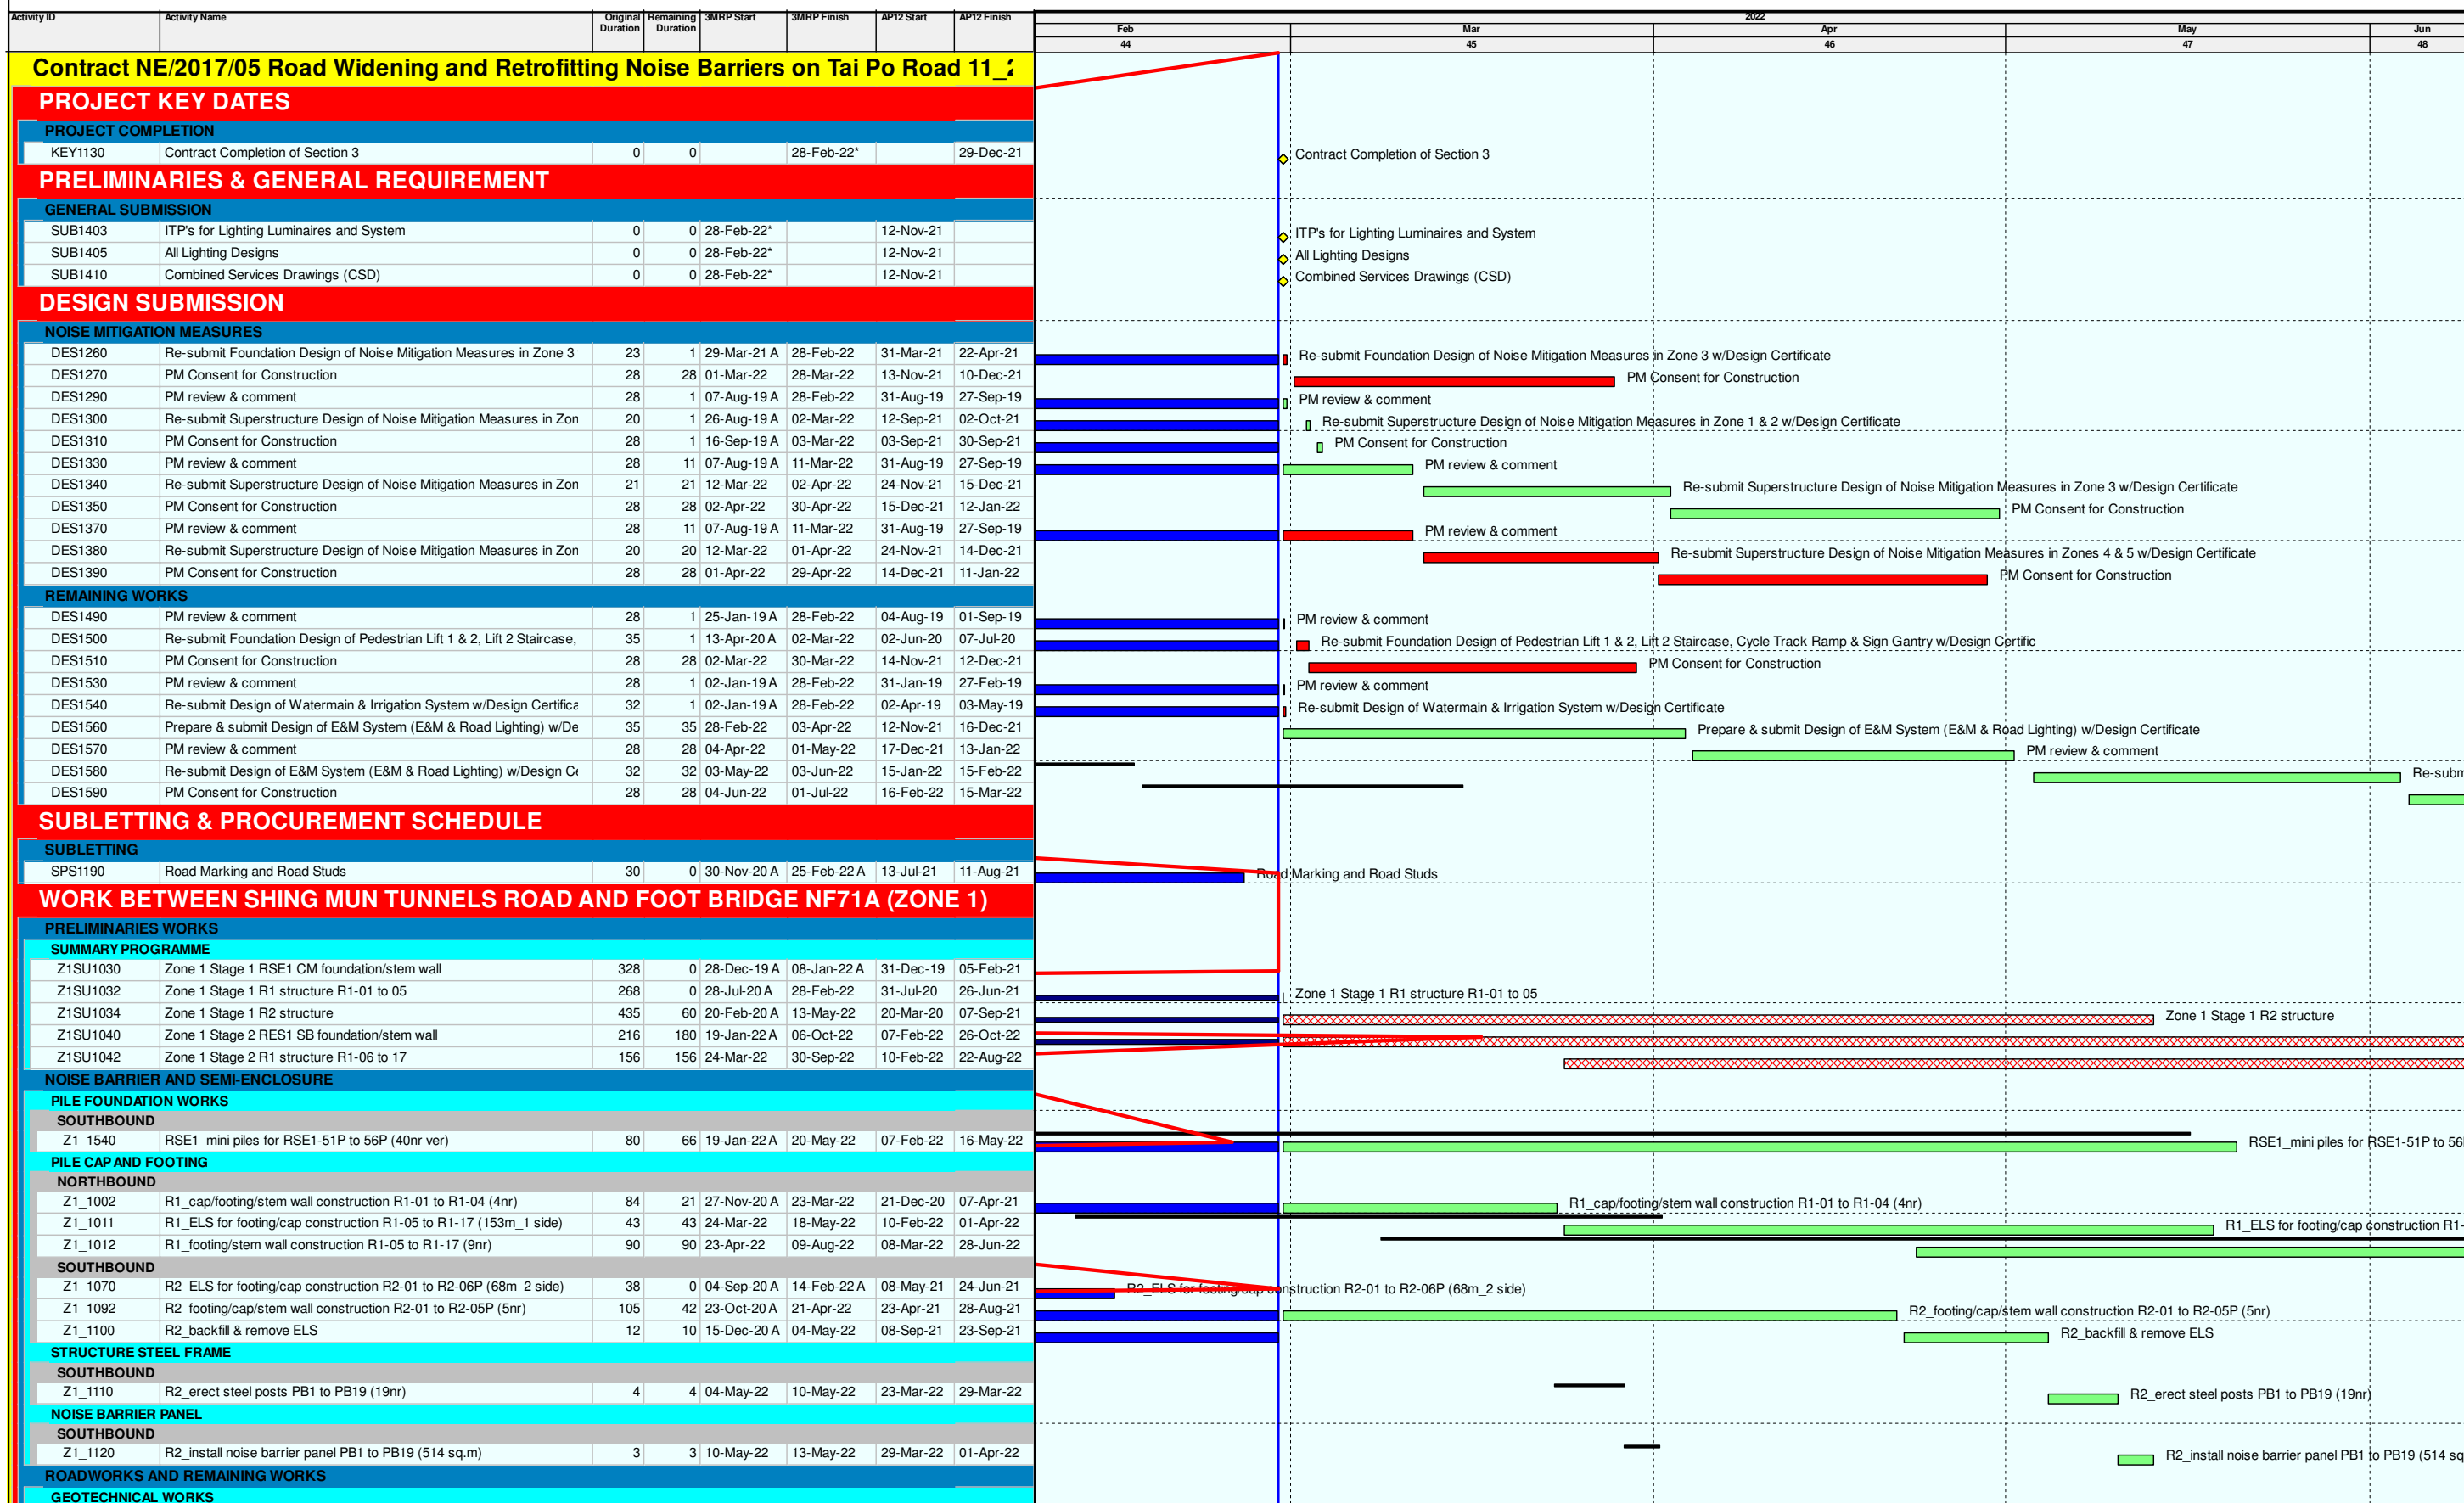 Activity ID Activity Name Original Duration Remaining Duration 3MRP Start 3MRP Finish AP12 Start AP12 Finish
2022
Feb Mar Apr May Jun
44 45 46 47 48
Contract NE/2017/05 Road Widening and Retrofitting Noise Barriers on Tai Po Road 11_
PROJECT KEY DATES
PROJECT COMPLETION
KEY1130 Contract Completion of Section 3 0 0 28-Feb-22* 29-Dec-21 Contract Completion of Section 3
PRELIMINARIES & GENERAL REQUIREMENT
GENERAL SUBMISSION
SUB1403 ITP's for Lighting Luminaires and System 0 0 28-Feb-22* 12-Nov-21 ITP's for Lighting Luminaires and System
SUB1405 All Lighting Designs 0 0 28-Feb-22* 12-Nov-21 All Lighting Designs
SUB1410 Combined Services Drawings (CSD) 0 0 28-Feb-22* 12-Nov-21 Combined Services Drawings (CSD)
DESIGN SUBMISSION
NOISE MITIGATION MEASURES
DES1260 Re-submit Foundation Design of Noise Mitigation Measures in Zone 3 23 1 29-Mar-21 A 28-Feb-22 31-Mar-21 22-Apr-21 Re-submit Foundation Design of Noise Mitigation Measures in Zone 3 w/Design Certificate
DES1270 PM Consent for Construction 28 28 01-Mar-22 28-Mar-22 13-Nov-21 10-Dec-21 PM Consent for Construction
DES1290 PM review & comment 28 1 07-Aug-19 A 28-Feb-22 31-Aug-19 27-Sep-19 PM review & comment
DES1300 Re-submit Superstructure Design of Noise Mitigation Measures in Zon 20 1 26-Aug-19 A 02-Mar-22 12-Sep-21 02-Oct-21 Re-submit Superstructure Design of Noise Mitigation Measures in Zone 1 & 2 w/Design Certificate
DES1310 PM Consent for Construction 28 1 16-Sep-19 A 03-Mar-22 03-Sep-21 30-Sep-21 PM Consent for Construction
DES1330 PM review & comment 28 11 07-Aug-19 A 11-Mar-22 31-Aug-19 27-Sep-19 PM review & comment
DES1340 Re-submit Superstructure Design of Noise Mitigation Measures in Zon 21 21 12-Mar-22 02-Apr-22 24-Nov-21 15-Dec-21 Re-submit Superstructure Design of Noise Mitigation Measures in Zone 3 w/Design Certificate
DES1350 PM Consent for Construction 28 28 02-Apr-22 30-Apr-22 15-Dec-21 12-Jan-22 PM Consent for Construction
DES1370 PM review & comment 28 11 07-Aug-19 A 11-Mar-22 31-Aug-19 27-Sep-19 PM review & comment
DES1380 Re-submit Superstructure Design of Noise Mitigation Measures in Zon 20 20 12-Mar-22 01-Apr-22 24-Nov-21 14-Dec-21 Re-submit Superstructure Design of Noise Mitigation Measures in Zones 4 & 5 w/Design Certificate
DES1390 PM Consent for Construction 28 28 01-Apr-22 29-Apr-22 14-Dec-21 11-Jan-22 PM Consent for Construction
REMAINING WORKS
DES1490 PM review & comment 28 1 25-Jan-19 A 28-Feb-22 04-Aug-19 01-Sep-19 PM review & comment
DES1500 Re-submit Foundation Design of Pedestrian Lift 1 & 2, Lift 2 Staircase, 35 1 13-Apr-20 A 02-Mar-22 02-Jun-20 07-Jul-20 Re-submit Foundation Design of Pedestrian Lift 1 & 2, Lift 2 Staircase, Cycle Track Ramp & Sign Gantry w/Design Certific
DES1510 PM Consent for Construction 28 28 02-Mar-22 30-Mar-22 14-Nov-21 12-Dec-21 PM Consent for Construction
DES1530 PM review & comment 28 1 02-Jan-19 A 28-Feb-22 31-Jan-19 27-Feb-19 PM review & comment
DES1540 Re-submit Design of Watermain & Irrigation System w/Design Certifica 32 1 02-Jan-19 A 28-Feb-22 02-Apr-19 03-May-19 Re-submit Design of Watermain & Irrigation System w/Design Certificate
DES1560 Prepare & submit Design of E&M System (E&M & Road Lighting) w/De 35 35 28-Feb-22 03-Apr-22 12-Nov-21 16-Dec-21 Prepare & submit Design of E&M System (E&M & Road Lighting) w/Design Certificate
DES1570 PM review & comment 28 28 04-Apr-22 01-May-22 17-Dec-21 13-Jan-22 PM review & comment
DES1580 Re-submit Design of E&M System (E&M & Road Lighting) w/Design Ce 32 32 03-May-22 03-Jun-22 15-Jan-22 15-Feb-22 Re-subm
DES1590 PM Consent for Construction 28 28 04-Jun-22 01-Jul-22 16-Feb-22 15-Mar-22
SUBLETTING & PROCUREMENT SCHEDULE
SUBLETTING
SPS1190 Road Marking and Road Studs 30 0 30-Nov-20 A 25-Feb-22 A 13-Jul-21 11-Aug-21 Road Marking and Road Studs
WORK BETWEEN SHING MUN TUNNELS ROAD AND FOOT BRIDGE NF71A (ZONE 1)
PRELIMINARIES WORKS
SUMMARY PROGRAMME
Z1SU1030 Zone 1 Stage 1 RSE1 CM foundation/stem wall 328 0 28-Dec-19 A 08-Jan-22 A 31-Dec-19 05-Feb-21
Z1SU1032 Zone 1 Stage 1 R1 structure R1-01 to 05 268 0 28-Jul-20 A 28-Feb-22 31-Jul-20 26-Jun-21 Zone 1 Stage 1 R1 structure R1-01 to 05
Z1SU1034 Zone 1 Stage 1 R2 structure 435 60 20-Feb-20 A 13-May-22 20-Mar-20 07-Sep-21 Zone 1 Stage 1 R2 structure
Z1SU1040 Zone 1 Stage 2 RES1 SB foundation/stem wall 216 180 19-Jan-22 A 06-Oct-22 07-Feb-22 26-Oct-22
Z1SU1042 Zone 1 Stage 2 R1 structure R1-06 to 17 156 156 24-Mar-22 30-Sep-22 10-Feb-22 22-Aug-22
NOISE BARRIER AND SEMI-ENCLOSURE
PILE FOUNDATION WORKS
SOUTHBOUND
Z1_1540 RSE1_mini piles for RSE1-51P to 56P (40nr ver) 80 66 19-Jan-22 A 20-May-22 07-Feb-22 16-May-22 RSE1_mini piles for RSE1-51P to 56
PILE CAP AND FOOTING
NORTHBOUND
Z1_1002 R1_cap/footing/stem wall construction R1-01 to R1-04 (4nr) 84 21 27-Nov-20 A 23-Mar-22 21-Dec-20 07-Apr-21 R1_cap/footing/stem wall construction R1-01 to R1-04 (4nr)
Z1_1011 R1_ELS for footing/cap construction R1-05 to R1-17 (153m_1 side) 43 43 24-Mar-22 18-May-22 10-Feb-22 01-Apr-22 R1_ELS for footing/cap construction R1-
Z1_1012 R1_footing/stem wall construction R1-05 to R1-17 (9nr) 90 90 23-Apr-22 09-Aug-22 08-Mar-22 28-Jun-22
SOUTHBOUND
Z1_1070 R2_ELS for footing/cap construction R2-01 to R2-06P (68m_2 side) 38 0 04-Sep-20 A 14-Feb-22 A 08-May-21 24-Jun-21 R2_ELS for footing/cap construction R2-01 to R2-06P (68m_2 side)
Z1_1092 R2_footing/cap/stem wall construction R2-01 to R2-05P (5nr) 105 42 23-Oct-20 A 21-Apr-22 23-Apr-21 28-Aug-21 R2_footing/cap/stem wall construction R2-01 to R2-05P (5nr)
Z1_1100 R2_backfill & remove ELS 12 10 15-Dec-20 A 04-May-22 08-Sep-21 23-Sep-21 R2_backfill & remove ELS
STRUCTURE STEEL FRAME
SOUTHBOUND
Z1_1110 R2_erect steel posts PB1 to PB19 (19nr) 4 4 04-May-22 10-May-22 23-Mar-22 29-Mar-22 R2_erect steel posts PB1 to PB19 (19nr)
NOISE BARRIER PANEL
SOUTHBOUND
Z1_1120 R2_install noise barrier panel PB1 to PB19 (514 sq.m) 3 3 10-May-22 13-May-22 29-Mar-22 01-Apr-22 R2_install noise barrier panel PB1 to PB19 (514 sq
ROADWORKS AND REMAINING WORKS
GEOTECHNICAL WORKS